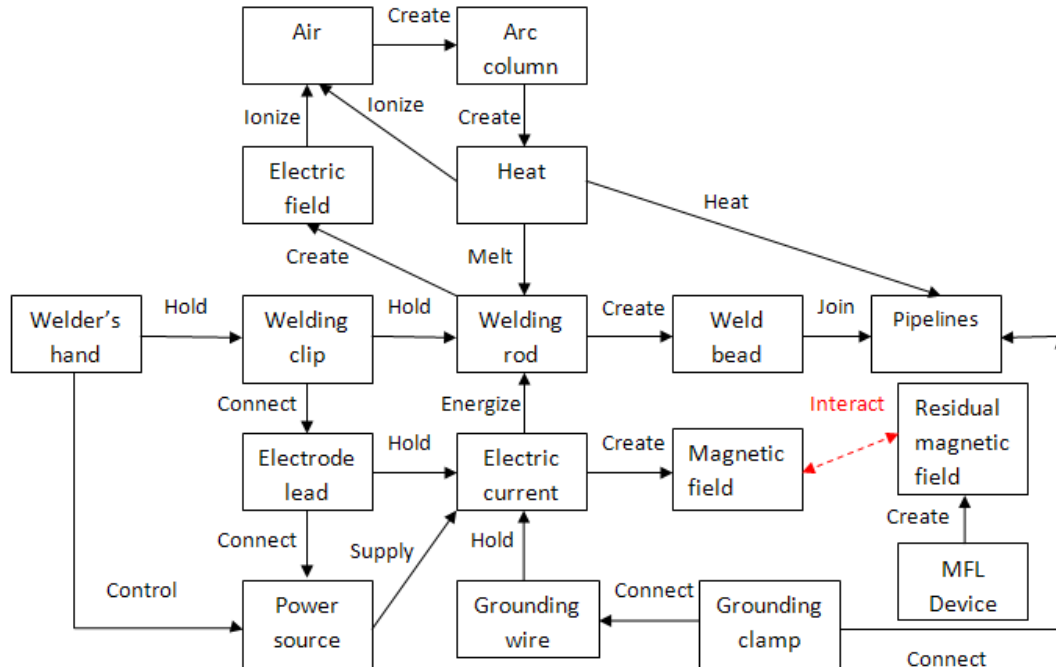 Create
Air
Arc
column
Ionize
Ionize
Create
Electric
field
Heat
Heat
Create
Melt
Hold
Hold
Create
Join
Welder's
hand
Welding
clip
Welding
rod
Weld
bead
Pipelines
Connect
Energize
Interact
Residual
magnetic
field
Hold
Create
Electrode
lead
Electric
current
Magnetic
field
Connect
Supply
Hold
Create
Control
Connect
MFL
Device
Power
source
Grounding
wire
Grounding
clamp
Connect